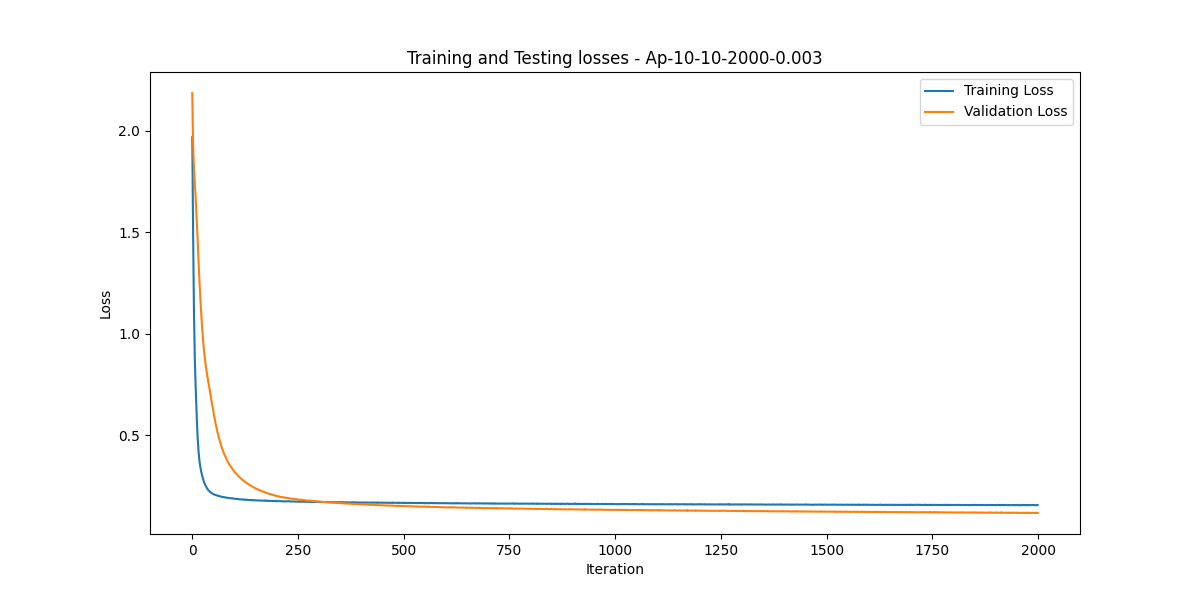 Training and Testing losses - Ap-10-10-2000-0.003
Training Loss
Validation Loss
2.0
1.5
1.0
0.5
Loss
0 250 500 750 1000 1250 1500 1750 2000
Iteration